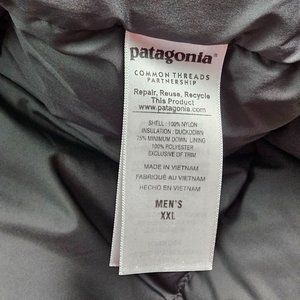 patagonia®
COMMON THREADS
PARTNERSHIP
Repair, Reuse, Recycle
This Product
www.patagonia.com
SHELL : 100% NYLON
INSULATION : DUCKDOWN
75% MINIMUM DOWN LINING
100% POLYESTER
EXCLUSIVE OF TRIM
MADE IN VIETNAM
FABRIQUÉ AU VIETNAM
HECHO EN VIETNAM
MEN'S
XXL